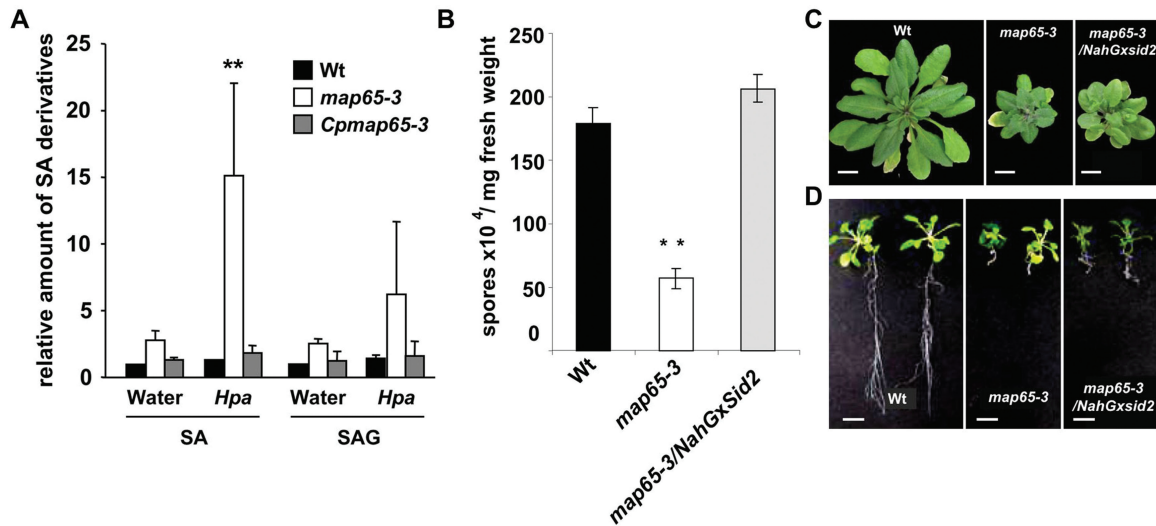 A
relative amount of SA derivatives
25
20
15
10
5
0
**
Wt
map65-3
Cpmap65-3
Water
Hpa
Water
Hpa
SA
SAG
B
spores x10^4/ mg fresh weight
250
200
150
100
50
0
* *
Wt
map65-3
map65-3/NahGxSid2
C
Wt
map65-3
map65-3
/NahGxsid2
D
Wt
map65-3
map65-3
/NahGxsid2